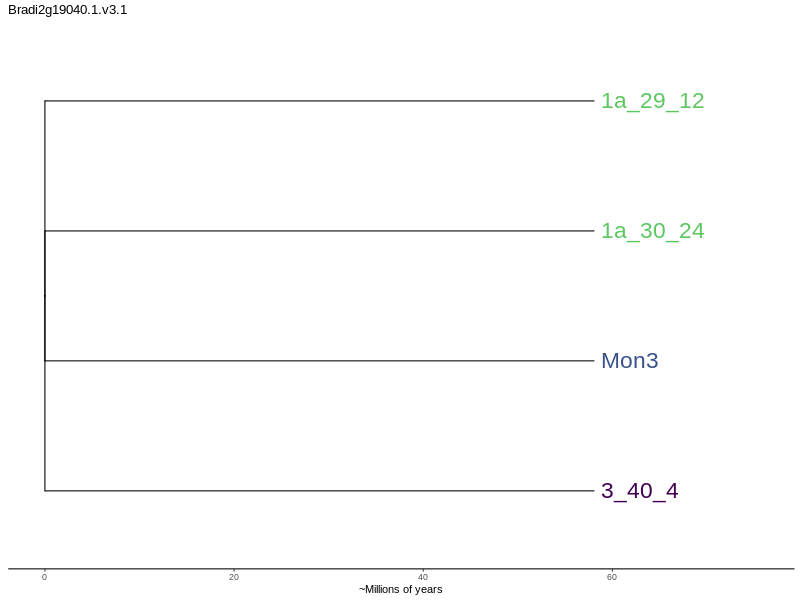 Bradi2g19040.1.v3.1
1a_29_12
1a_30_24
Mon3
3_40_4
0 20 40 60
~Millions of years